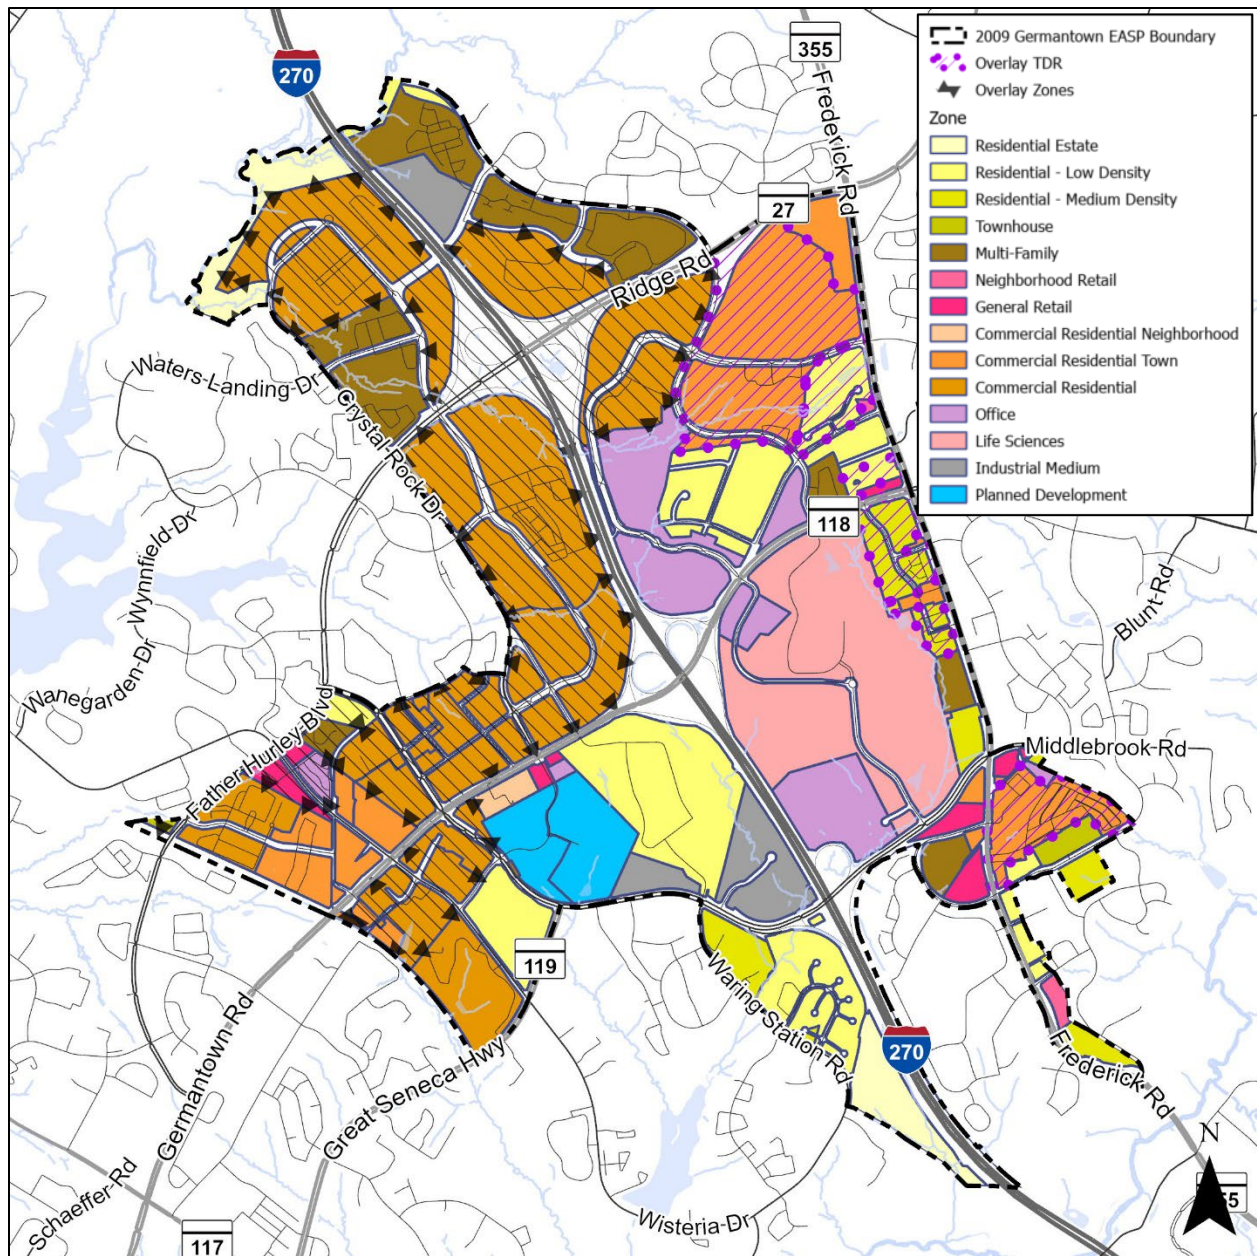 2009 Germantown EASP Boundary
Overlay TDR
Overlay Zones
Zone
Residential Estate
Residential - Low Density
Residential - Medium Density
Townhouse
Multi-Family
Neighborhood Retail
General Retail
Commercial Residential Neighborhood
Commercial Residential Town
Commercial Residential
Office
Life Sciences
Industrial Medium
Planned Development
355
270
Frederick Rd
27
Ridge Rd
Waters-Landing-Dr
Crystal-Rock-Dr
118
Wynnfield-Dr
Blunt-Rd
Wanegarden-Dr
Father-Hurley-Blvd
Middlebrook-Rd
119
Waring-Station-Rd
Germantown-Rd
Great-Seneca-Hwy
270
Frederick Rd
N
Schaeffer-Rd
Wisteria-Dr
117